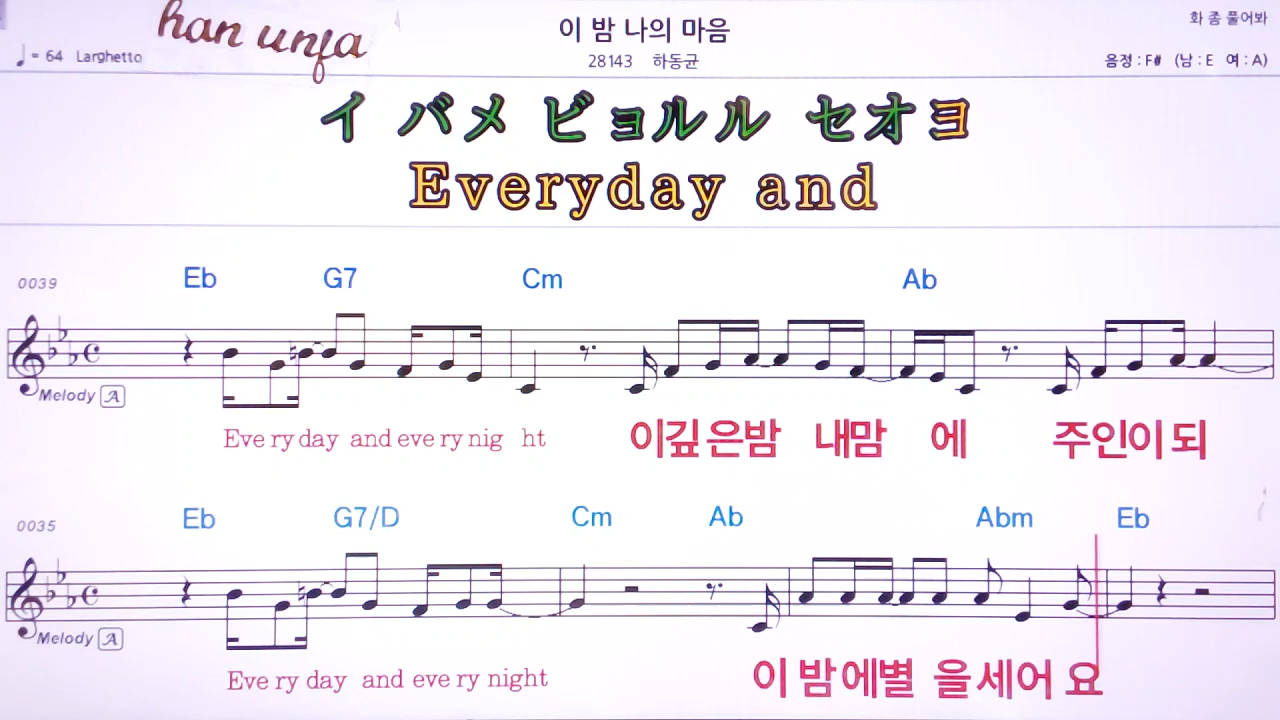 han unfa
이 밤 나의 마음
화 좀 풀어봐
♩= 64 Larghetto
28143 하동균
음정 : F# (남 : E 여 : A)
イ バメ ビョルル セオヨ
Everyday and
0039 Eb G7 Cm Ab
Melody A
Eve ry day and eve ry nig ht 이깊 은밤 내맘 에 주인이 되
0035 Eb G7/D Cm Ab Abm Eb
Melody A
Eve ry day and eve ry night 이 밤에별 을세어 요